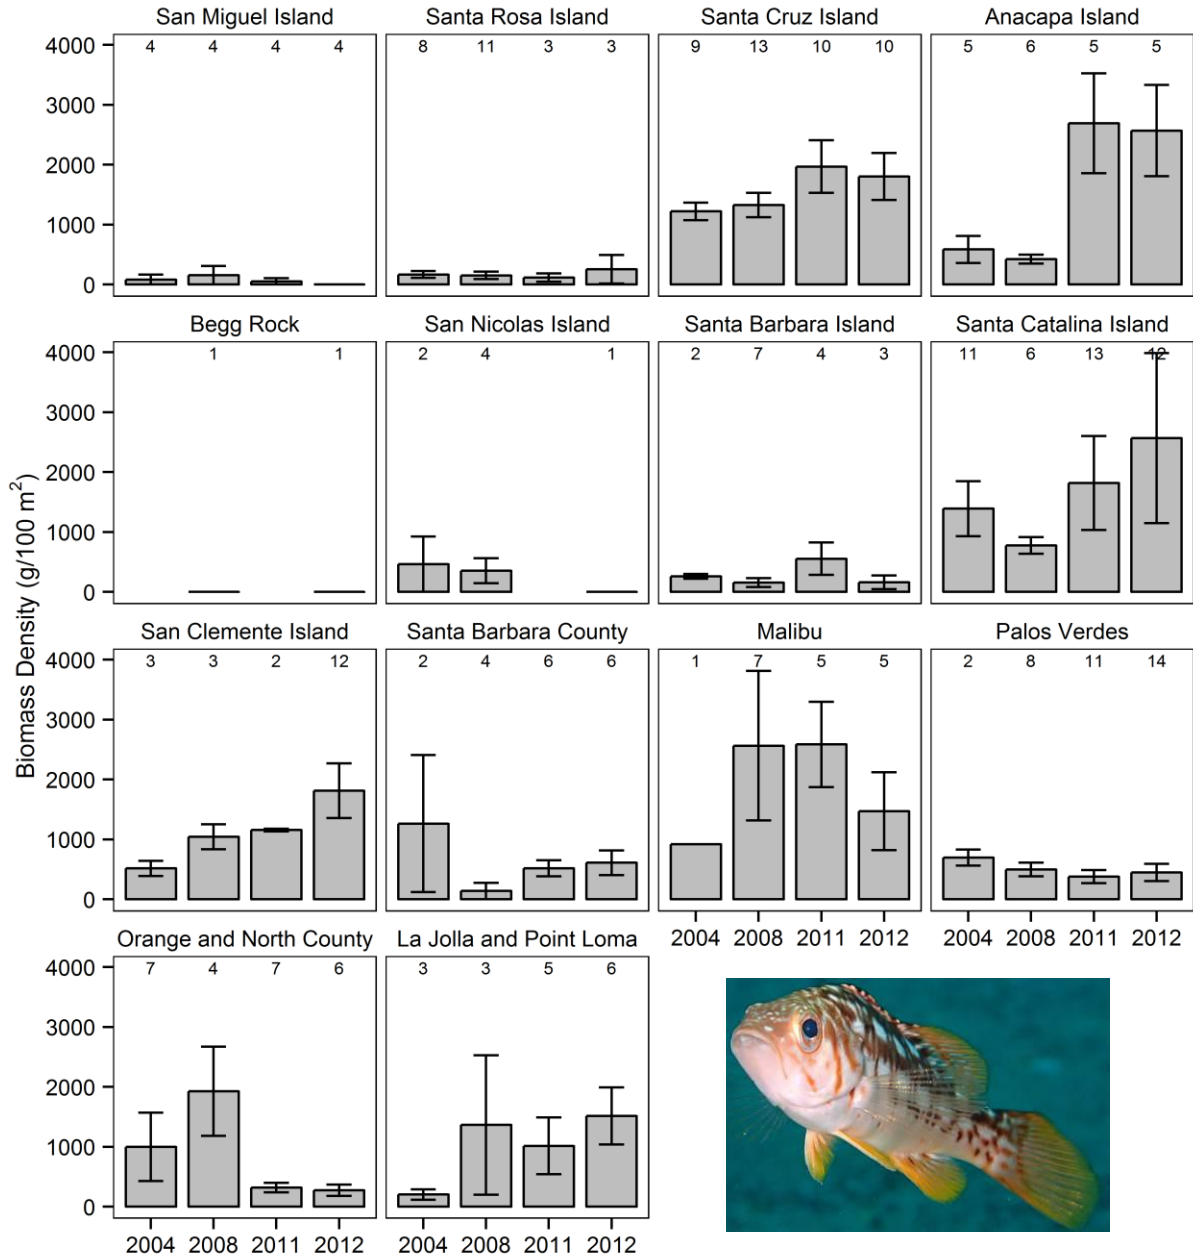 San Miguel Island Santa Rosa Island Santa Cruz Island Anacapa Island
4 4 4 4 8 11 3 3 9 13 10 10 5 6 5 5
4000
3000
2000
1000
0
Begg Rock San Nicolas Island Santa Barbara Island Santa Catalina Island
1 1 2 4 1 2 7 4 3 11 6 13 12
4000
3000
2000
1000
0
San Clemente Island Santa Barbara County Malibu Palos Verdes
3 3 2 12 2 4 6 6 1 7 5 5 2 8 11 14
4000
3000
2000
1000
0
2004 2008 2011 2012 2004 2008 2011 2012
Orange and North County La Jolla and Point Loma
7 4 7 6 3 3 5 6
4000
3000
2000
1000
0
2004 2008 2011 2012 2004 2008 2011 2012
Biomass Density (g/100 m²)